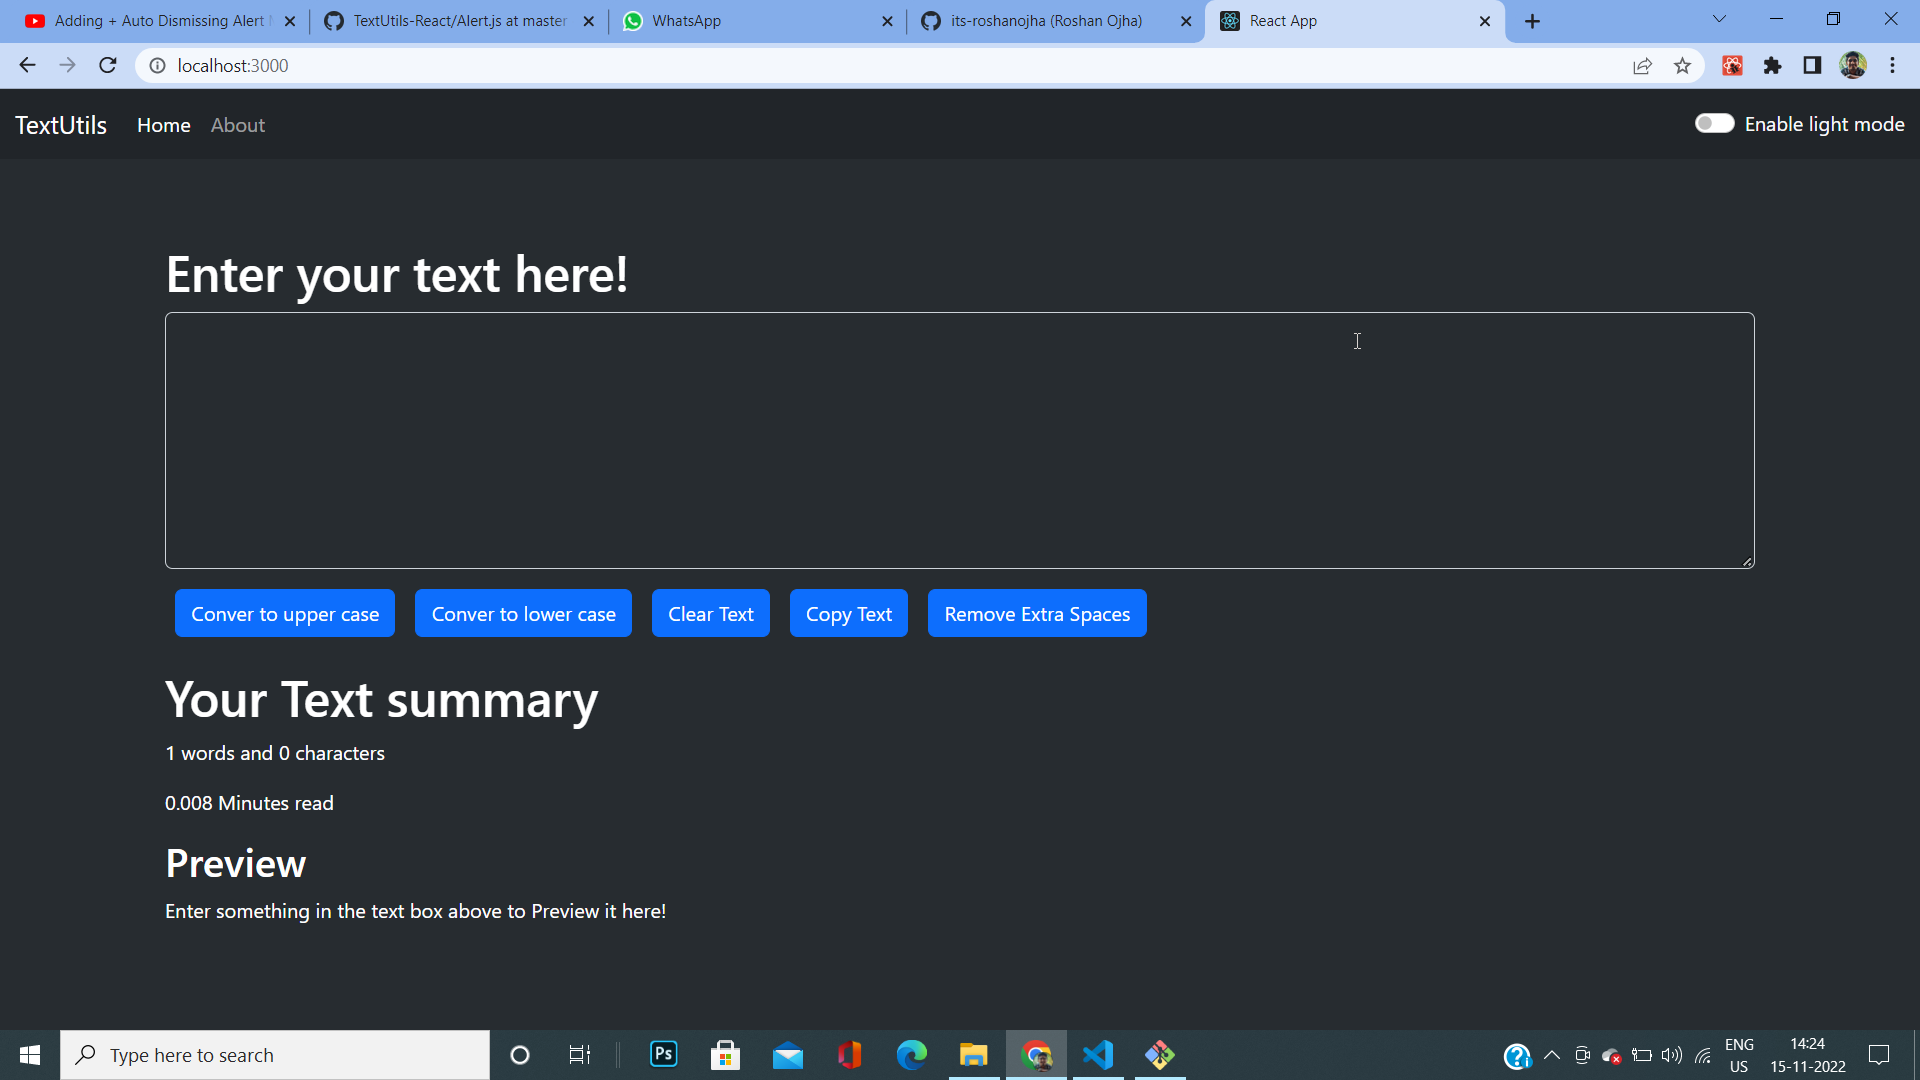 Adding + Auto Dismissing Alert
TextUtils-React/Alert.js at master
WhatsApp
its-roshanojha (Roshan Ojha)
React App
localhost:3000
TextUtils
Home
About
Enable light mode
Enter your text here!
Conver to upper case
Conver to lower case
Clear Text
Copy Text
Remove Extra Spaces
Your Text summary
1 words and 0 characters
0.008 Minutes read
Preview
Enter something in the text box above to Preview it here!
Type here to search
Ps
ENG
US
14:24
15-11-2022